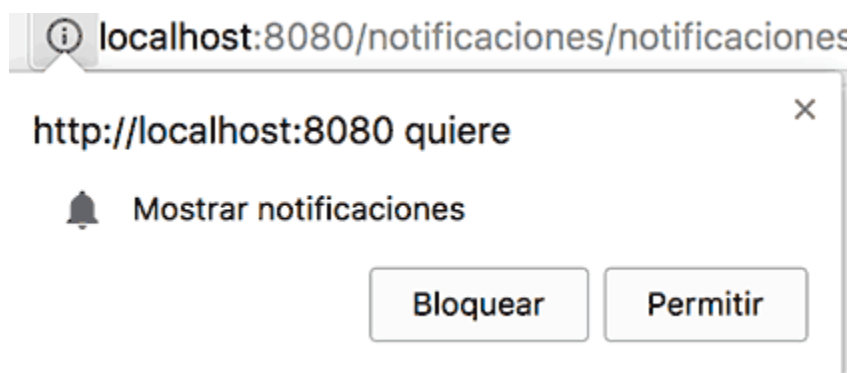 localhost:8080/notificaciones/notificaciones
http://localhost:8080 quiere
Mostrar notificaciones
Bloquear
Permitir